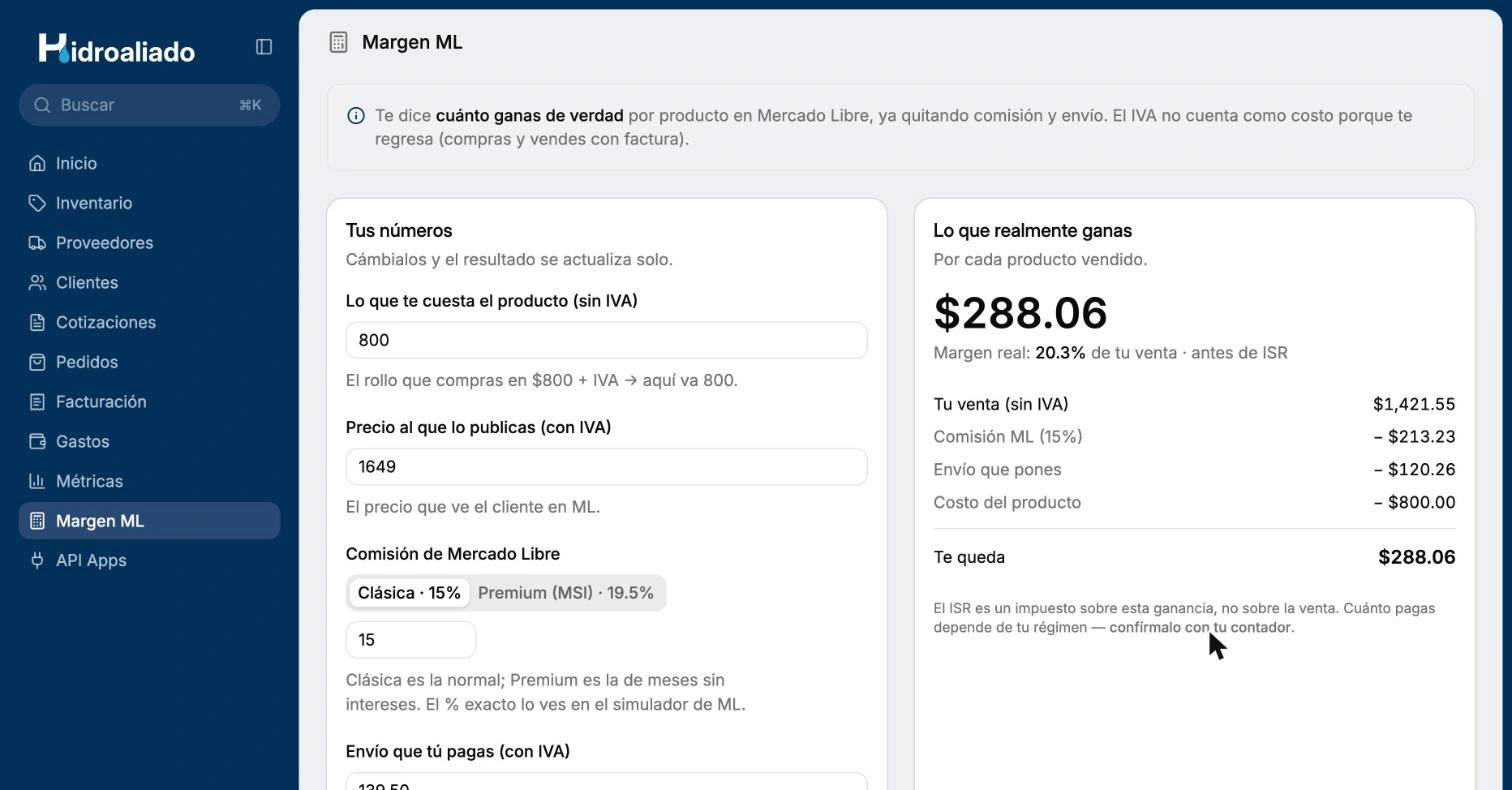 Hidroaliado
Buscar ⌘K
Inicio
Inventario
Proveedores
Clientes
Cotizaciones
Pedidos
Facturación
Gastos
Métricas
Margen ML
API Apps
Margen ML
Te dice cuánto ganas de verdad por producto en Mercado Libre, ya quitando comisión y envío. El IVA no cuenta como costo porque te
regresa (compras y vendes con factura).
Tus números
Cámbialos y el resultado se actualiza solo.
Lo que te cuesta el producto (sin IVA)
800
El rollo que compras en $800 + IVA → aquí va 800.
Precio al que lo publicas (con IVA)
1649
El precio que ve el cliente en ML.
Comisión de Mercado Libre
Clásica · 15% Premium (MSI) · 19.5%
15
Clásica es la normal; Premium es la de meses sin
intereses. El % exacto lo ves en el simulador de ML.
Envío que tú pagas (con IVA)
139.50
Lo que realmente ganas
Por cada producto vendido.
$288.06
Margen real: 20.3% de tu venta · antes de ISR
Tu venta (sin IVA) $1,421.55
Comisión ML (15%) − $213.23
Envío que pones − $120.26
Costo del producto − $800.00
Te queda $288.06
El ISR es un impuesto sobre esta ganancia, no sobre la venta. Cuánto pagas
depende de tu régimen — confírmalo con tu contador.